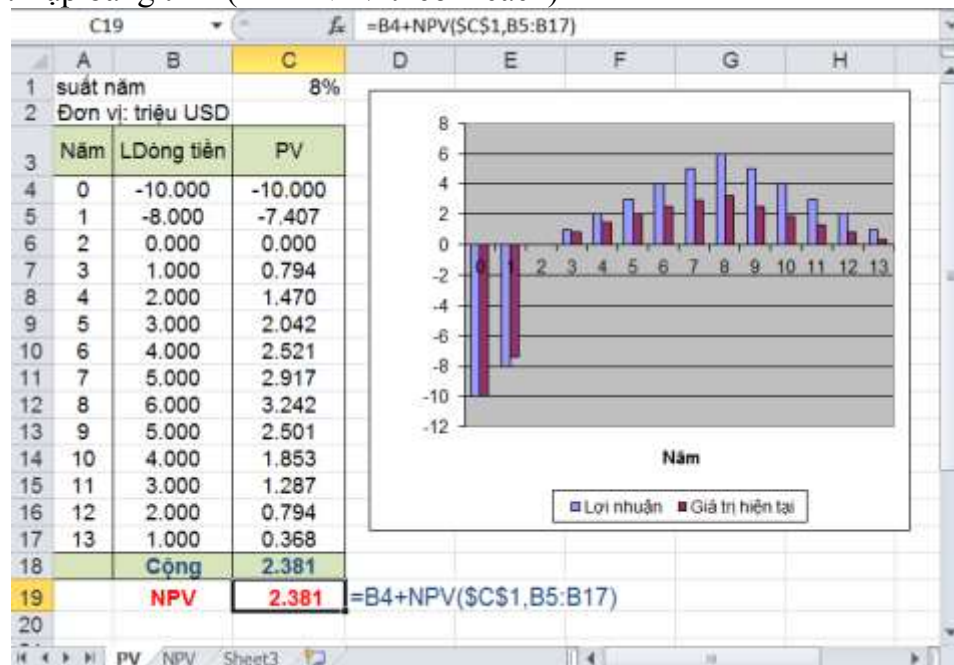 C19 fx =B4+NPV($C$1,B5:B17)
A B C D E F G H
1 suất năm 8%
2 Đơn vị: triệu USD
3 Năm LDòng tiền PV
4 0 -10.000 -10.000
5 1 -8.000 -7.407
6 2 0.000 0.000
7 3 1.000 0.794
8 4 2.000 1.470
9 5 3.000 2.042
10 6 4.000 2.521
11 7 5.000 2.917
12 8 6.000 3.242
13 9 5.000 2.501
14 10 4.000 1.853
15 11 3.000 1.287
16 12 2.000 0.794
17 13 1.000 0.368
18 Cộng 2.381
19 NPV 2.381 =B4+NPV($C$1,B5:B17)
20
8
6
4
2
0
-2
-4
-6
-8
-10
-12
0 1 2 3 4 5 6 7 8 9 10 11 12 13
Năm
Lợi nhuận Giá trị hiện tại
PV NPV Sheet3